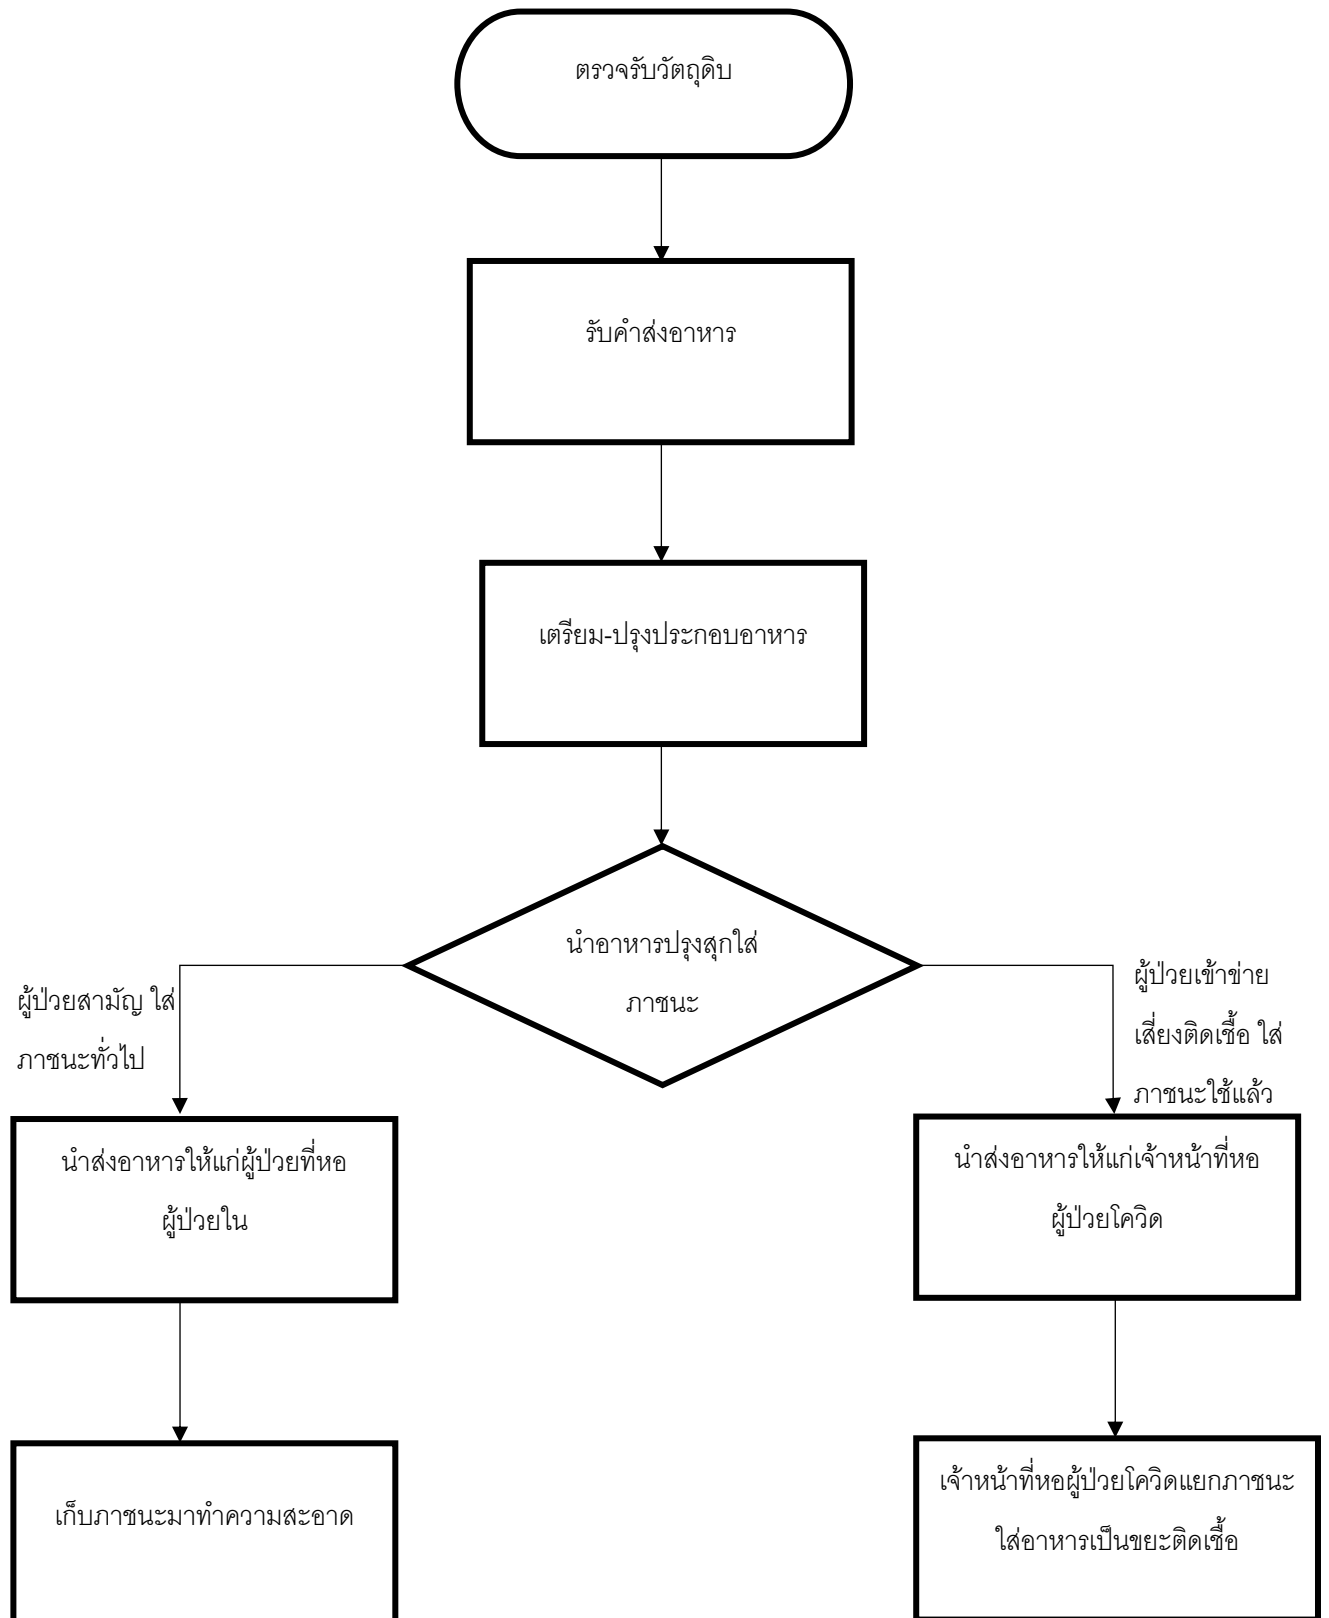 ตรวจรับวัตถุดิบ
รับคำส่งอาหาร
เตรียม-ปรุงประกอบอาหาร
นำอาหารปรุงสุกใส่
ภาชนะ
ผู้ป่วยสามัญ ใส่
ภาชนะทั่วไป
ผู้ป่วยเข้าข่าย
เสี่ยงติดเชื้อ ใส่
ภาชนะใช้แล้ว
นำส่งอาหารให้แก่ผู้ป่วยที่หอ
ผู้ป่วยใน
นำส่งอาหารให้แก่เจ้าหน้าที่หอ
ผู้ป่วยโควิด
เก็บภาชนะมาทำความสะอาด
เจ้าหน้าที่หอผู้ป่วยโควิดแยกภาชนะ
ใส่อาหารเป็นขยะติดเชื้อ